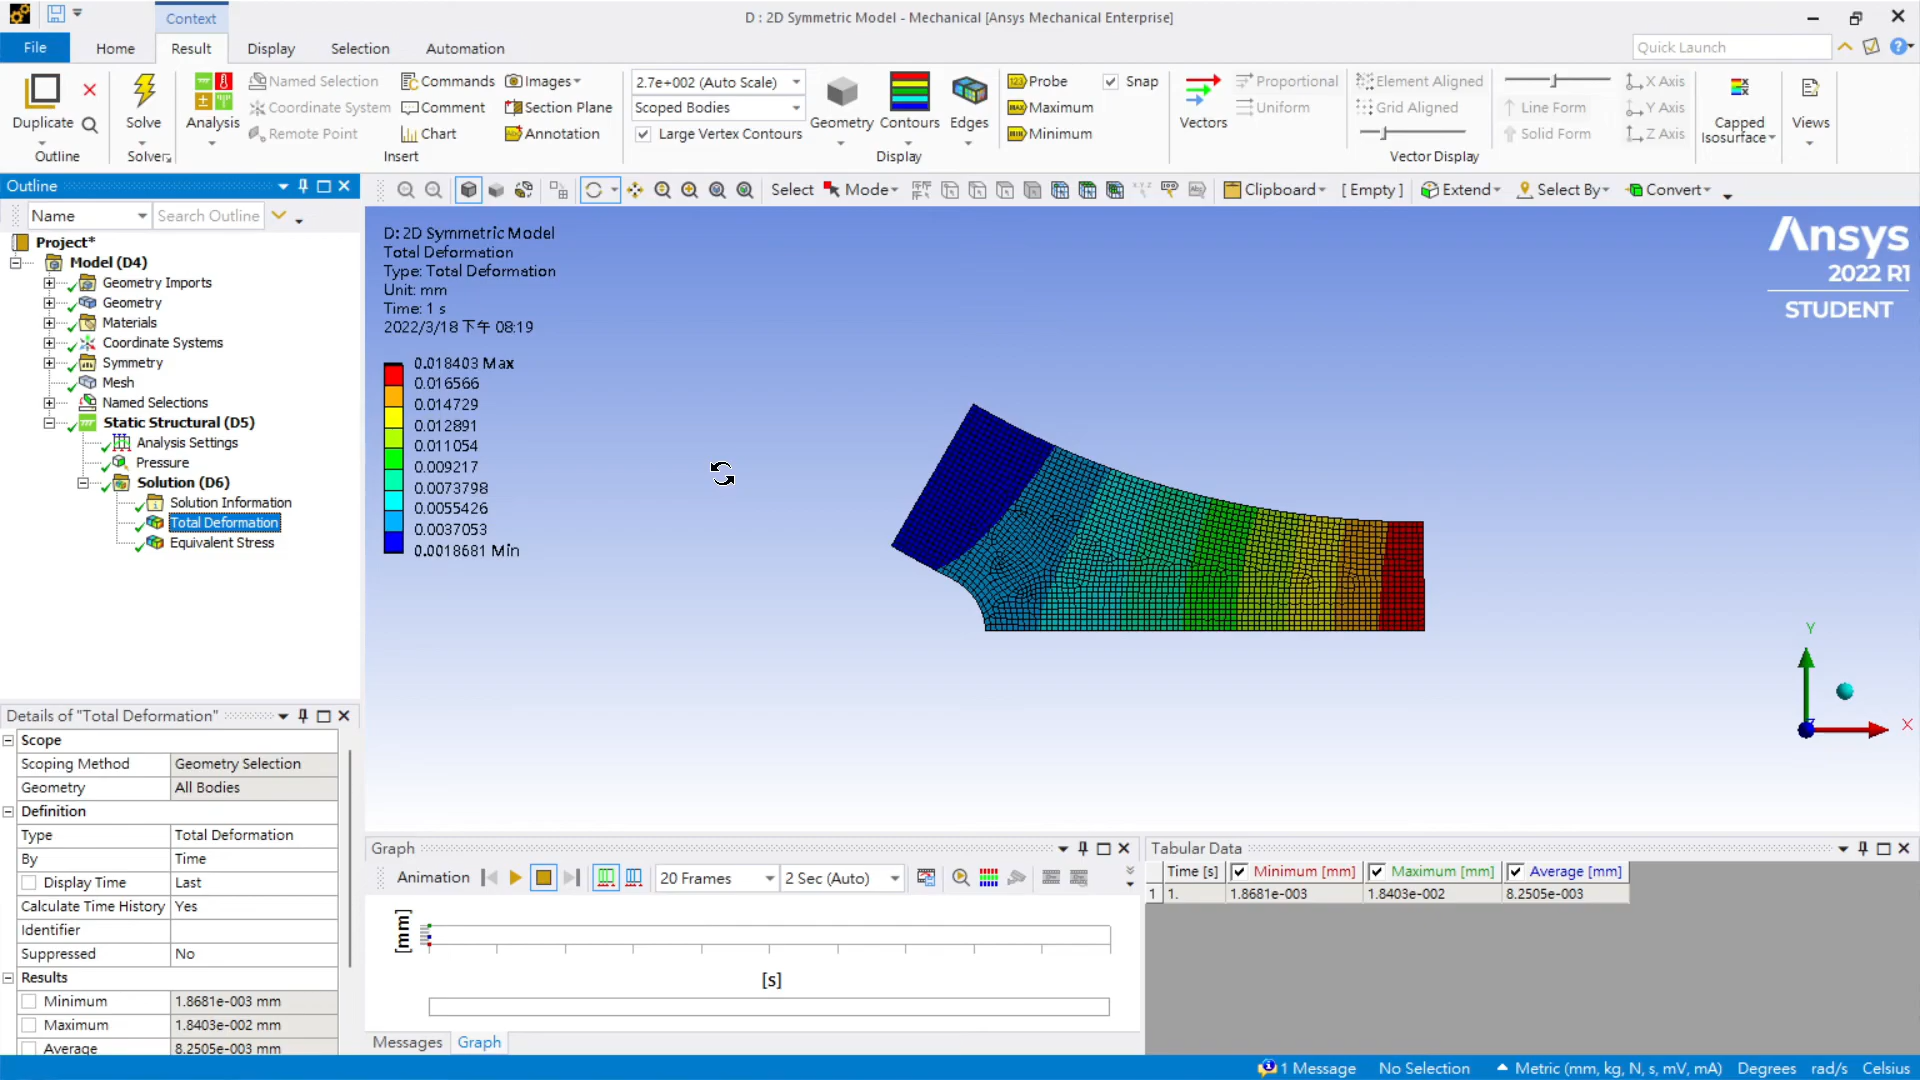 Context
D : 2D Symmetric Model - Mechanical [Ansys Mechanical Enterprise]
File
Home
Result
Display
Selection
Automation
Quick Launch
Duplicate
Outline
Solve
Solver
Analysis
Named Selection
Coordinate System
Remote Point
Commands
Comment
Chart
Images
Section Plane
Annotation
Insert
2.7e+002 (Auto Scale)
Scoped Bodies
Large Vertex Contours
Geometry
Contours
Edges
Display
Probe
Maximum
Minimum
Snap
Vectors
Proportional
Uniform
Element Aligned
Grid Aligned
Line Form
Solid Form
X Axis
Y Axis
Z Axis
Vector Display
Capped
Isosurface
Views
Outline
Select
Mode
Clipboard
[ Empty ]
Extend
Select By
Convert
Name
Search Outline
Project*
Model (D4)
Geometry Imports
Geometry
Materials
Coordinate Systems
Symmetry
Mesh
Named Selections
Static Structural (D5)
Analysis Settings
Pressure
Solution (D6)
Solution Information
Total Deformation
Equivalent Stress
D: 2D Symmetric Model
Total Deformation
Type: Total Deformation
Unit: mm
Time: 1 s
2022/3/18 下午 08:19
0.018403 Max
0.016566
0.014729
0.012891
0.011054
0.009217
0.0073798
0.0055426
0.0037053
0.0018681 Min
Ansys
2022 R1
STUDENT
Y
X
Z
Details of "Total Deformation"
Scope
Scoping Method Geometry Selection
Geometry All Bodies
Definition
Type Total Deformation
By Time
Display Time Last
Calculate Time History Yes
Identifier
Suppressed No
Results
Minimum 1.8681e-003 mm
Maximum 1.8403e-002 mm
Average 8.2505e-003 mm
Graph
Animation
20 Frames
2 Sec (Auto)
[mm]
[s]
Messages
Graph
Tabular Data
Time [s] Minimum [mm] Maximum [mm] Average [mm]
1 1. 1.8681e-003 1.8403e-002 8.2505e-003
1 Message
No Selection
Metric (mm, kg, N, s, mV, mA)
Degrees
rad/s
Celsius